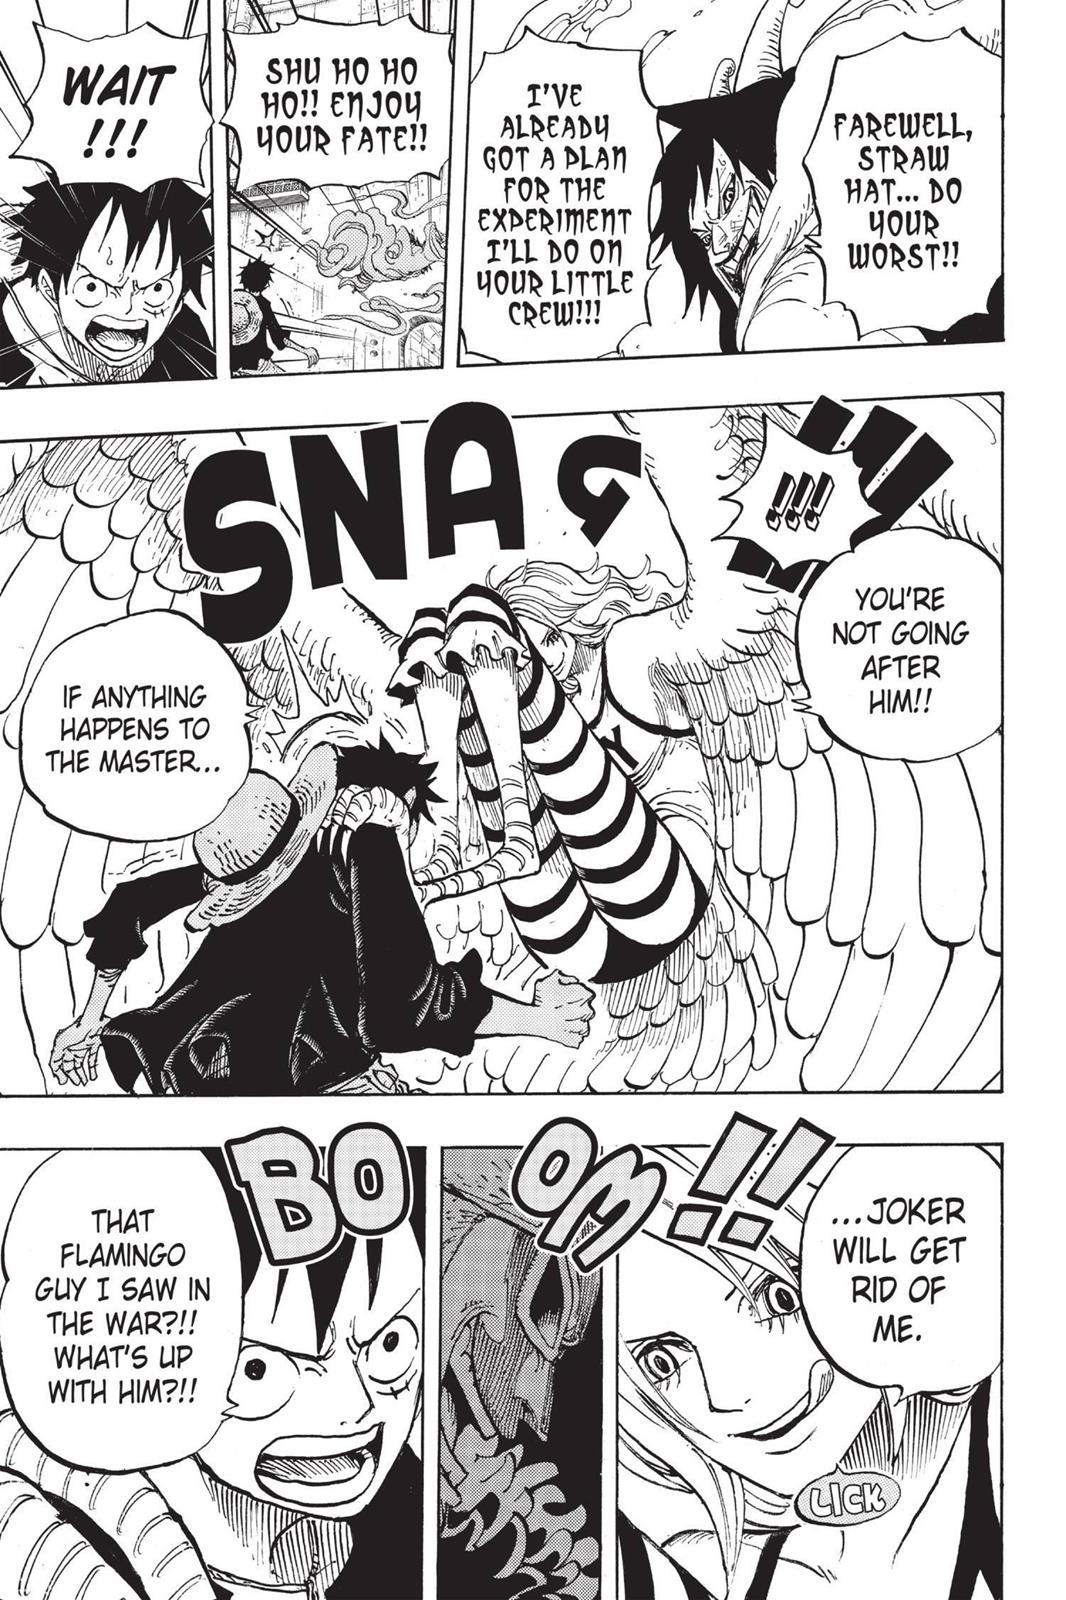 FAREWELL,
STRAW
HAT... DO
YOUR
WORST!!
I'VE
ALREADY
GOT A PLAN
FOR THE
EXPERIMENT
I'LL DO ON
YOUR LITTLE
CREW!!!
SHU HO HO
HO!! ENJOY
YOUR FATE!!
WAIT
!!!
!!!
YOU'RE
NOT GOING
AFTER
HIM!!
SNAG
IF ANYTHING
HAPPENS TO
THE MASTER...
Y
...JOKER
WILL GET
RID OF
ME.
LICK
BOOM!!
THAT
FLAMINGO
GUY I SAW IN
THE WAR?!!
WHAT'S UP
WITH HIM?!!